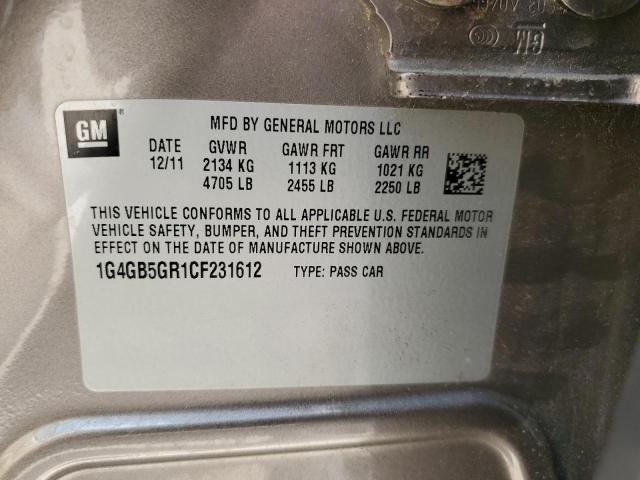 GM
MFD BY GENERAL MOTORS LLC
DATE GVWR GAWR FRT GAWR RR
12/11 2134 KG 1113 KG 1021 KG
4705 LB 2455 LB 2250 LB
THIS VEHICLE CONFORMS TO ALL APPLICABLE U.S. FEDERAL MOTOR
VEHICLE SAFETY, BUMPER, AND THEFT PREVENTION STANDARDS IN
EFFECT ON THE DATE OF MANUFACTURE SHOWN ABOVE.
1G4GB5GR1CF231612 TYPE: PASS CAR
GM